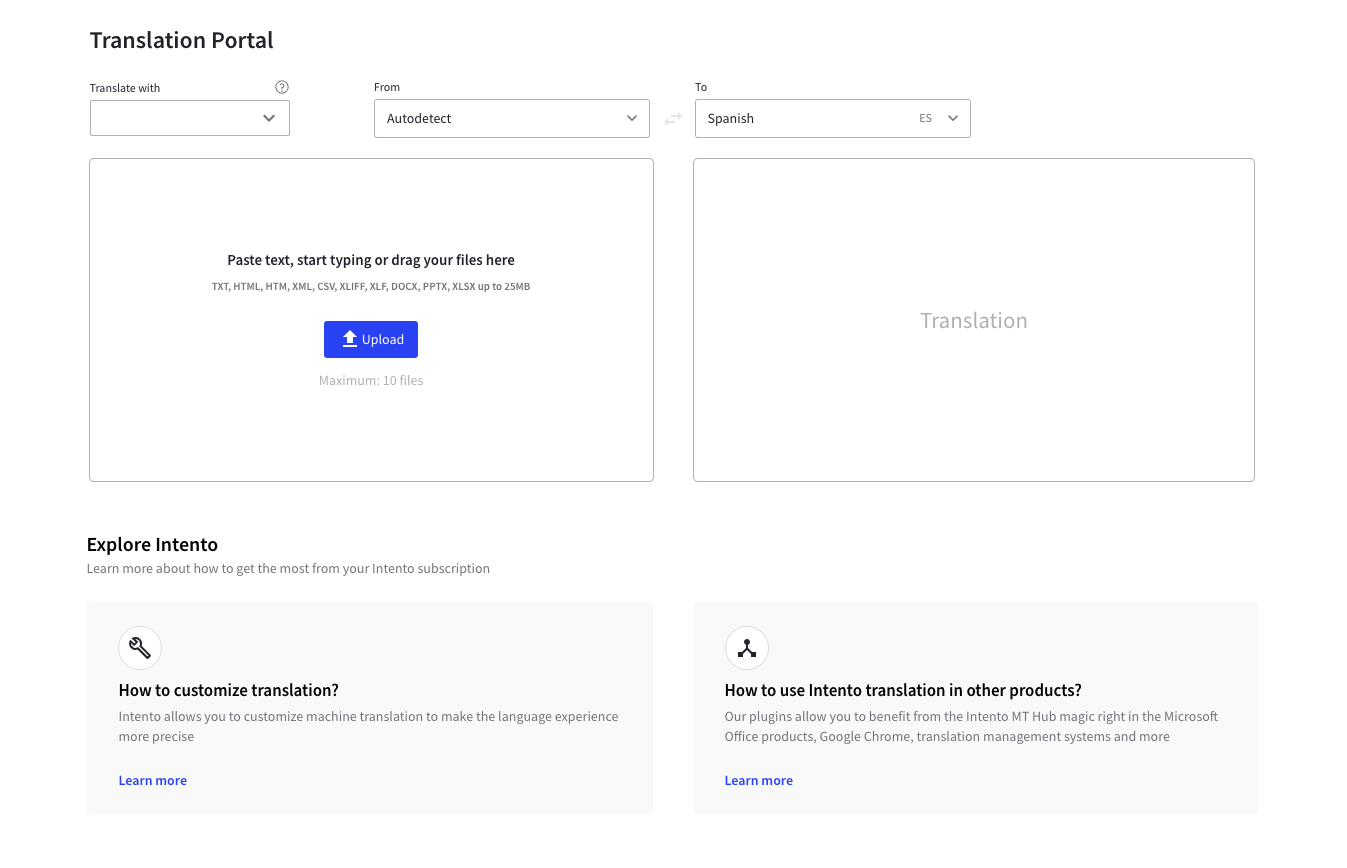 Translation Portal
Translate with
?
From
To
Autodetect
Spanish
ES
Paste text, start typing or drag your files here
TXT, HTML, HTM, XML, CSV, XLIFF, XLF, DOCX, PPTX, XLSX up to 25MB
Upload
Maximum: 10 files
Translation
Explore Intento
Learn more about how to get the most from your Intento subscription
How to customize translation?
Intento allows you to customize machine translation to make the language experience
more precise
Learn more
How to use Intento translation in other products?
Our plugins allow you to benefit from the Intento MT Hub magic right in the Microsoft
Office products, Google Chrome, translation management systems and more
Learn more